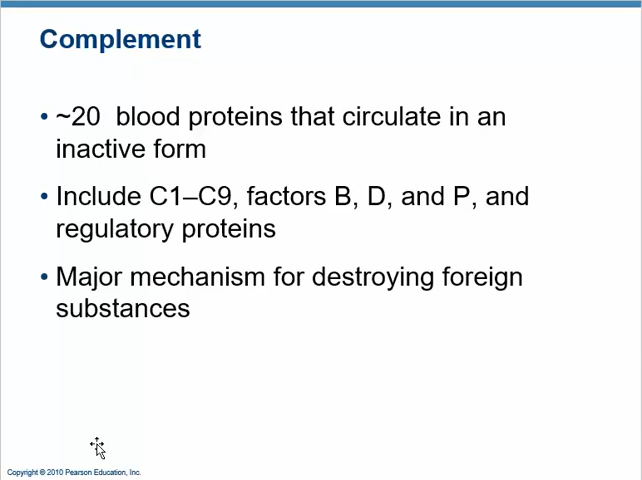 Complement
• ~20 blood proteins that circulate in an
inactive form
• Include C1–C9, factors B, D, and P, and
regulatory proteins
• Major mechanism for destroying foreign
substances
Copyright © 2010 Pearson Education, Inc.